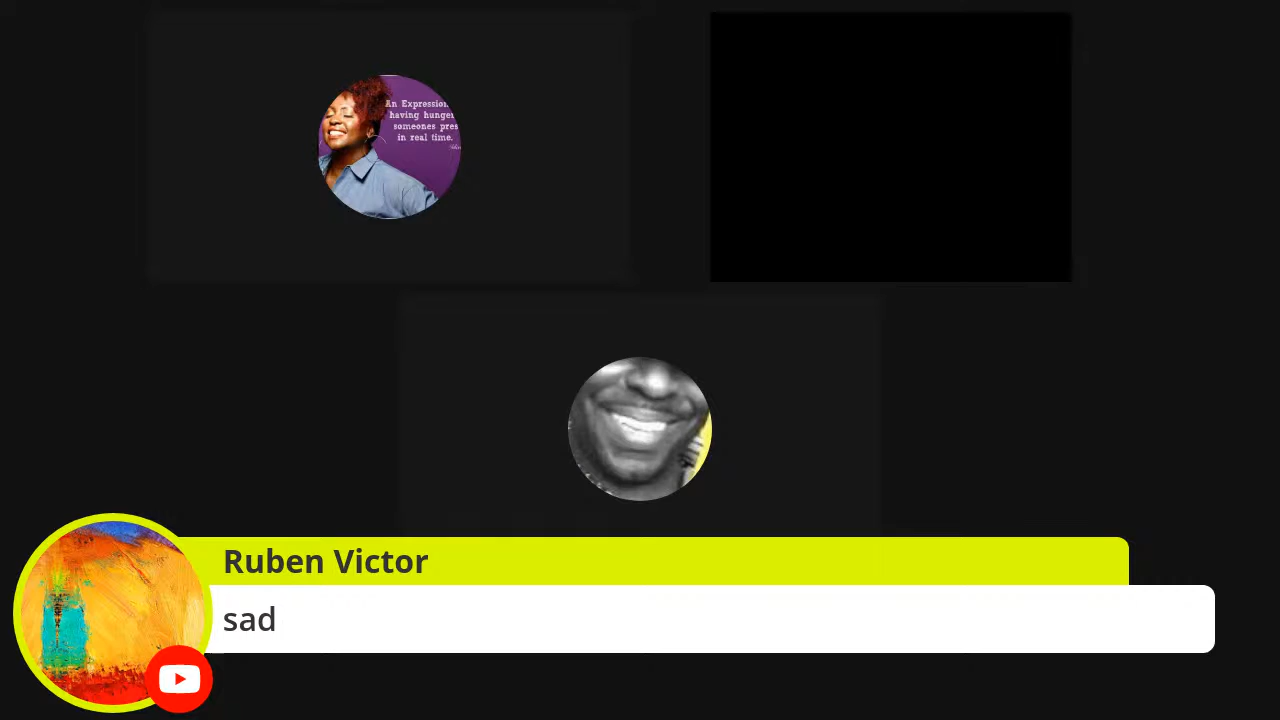 An Expression
having hunger
someones pres
in real time.
Ruben Victor
sad